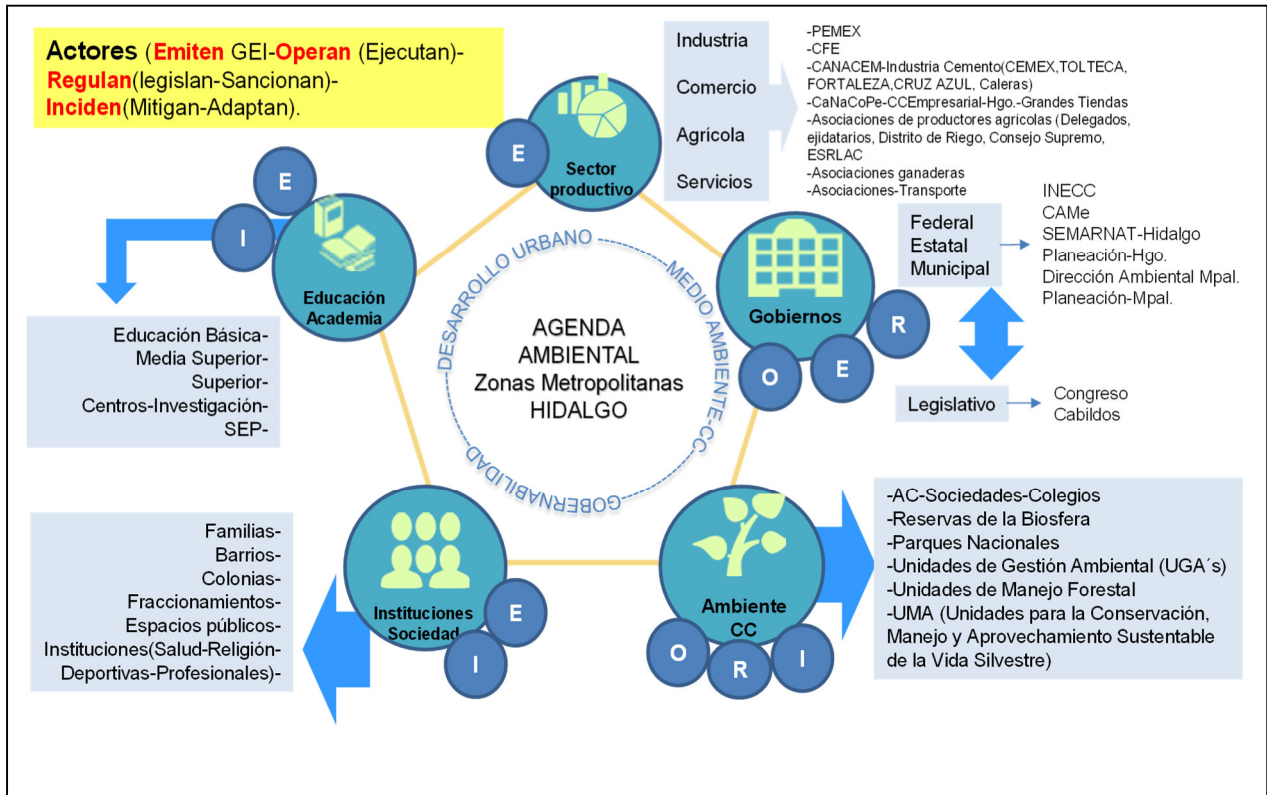 Actores (Emiten GEI-Operan (Ejecutan)-
Regulan(legislan-Sancionan)-
Inciden(Mitigan-Adaptan).
E
Sector
productivo
Industria
Comercio
Agrícola
Servicios
-PEMEX
-CFE
-CANACEM-Industria Cemento(CEMEX,TOLTECA,
FORTALEZA,CRUZ AZUL, Caleras)
-CaNaCoPe-CCEmpresarial-Hgo.-Grandes Tiendas
-Asociaciones de productores agrícolas (Delegados,
ejidatarios, Distrito de Riego, Consejo Supremo,
ESRLAC
-Asociaciones ganaderas
-Asociaciones-Transporte
E
I
Educación
Academia
Educación Básica-
Media Superior-
Superior-
Centros-Investigación-
SEP-
DESARROLLO URBANO
MEDIO AMBIENTE-CC
GOBERNABILIDAD
AGENDA
AMBIENTAL
Zonas Metropolitanas
HIDALGO
Gobiernos
O
E
R
Federal
Estatal
Municipal
INECC
CAMe
SEMARNAT-Hidalgo
Planeación-Hgo.
Dirección Ambiental Mpal.
Planeación-Mpal.
Legislativo
Congreso
Cabildos
Familias-
Barrios-
Colonias-
Fraccionamientos-
Espacios públicos-
Instituciones(Salud-Religión-
Deportivas-Profesionales)-
Instituciones
Sociedad
E
I
Ambiente
CC
O
R
I
-AC-Sociedades-Colegios
-Reservas de la Biosfera
-Parques Nacionales
-Unidades de Gestión Ambiental (UGA´s)
-Unidades de Manejo Forestal
-UMA (Unidades para la Conservación,
Manejo y Aprovechamiento Sustentable
de la Vida Silvestre)